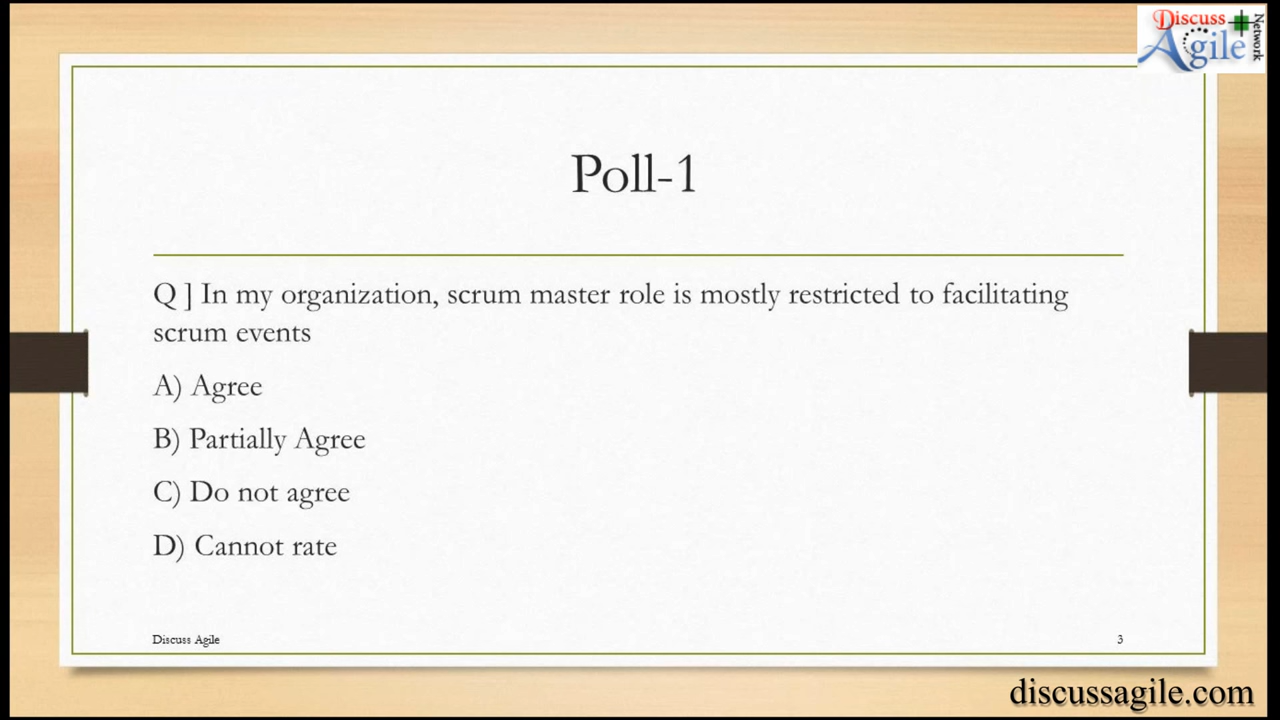 Discuss
Agile
Network
Poll-1
Q ] In my organization, scrum master role is mostly restricted to facilitating
scrum events
A) Agree
B) Partially Agree
C) Do not agree
D) Cannot rate
Discuss Agile
3
discussagile.com